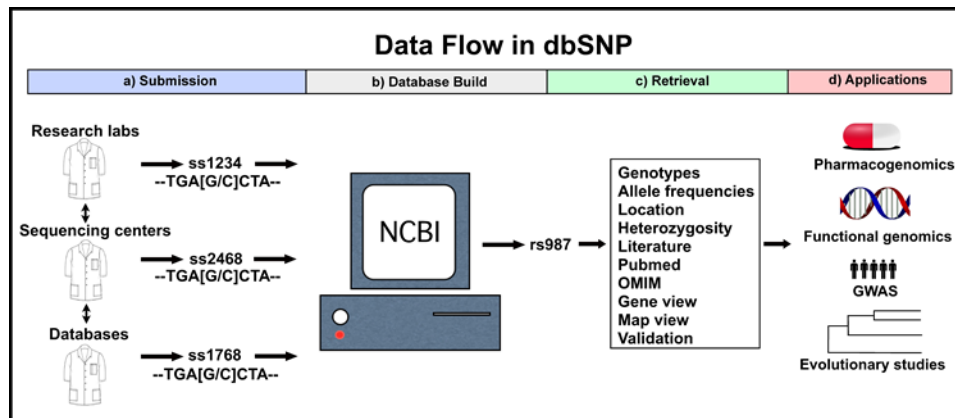 Data Flow in dbSNP
a) Submission
b) Database Build
c) Retrieval
d) Applications
Research labs
ss1234
--TGA[G/C]CTA--
Sequencing centers
ss2468
--TGA[G/C]CTA--
Databases
ss1768
--TGA[G/C]CTA--
NCBI
rs987
Genotypes
Allele frequencies
Location
Heterozygosity
Literature
Pubmed
OMIM
Gene view
Map view
Validation
Pharmacogenomics
Functional genomics
GWAS
Evolutionary studies